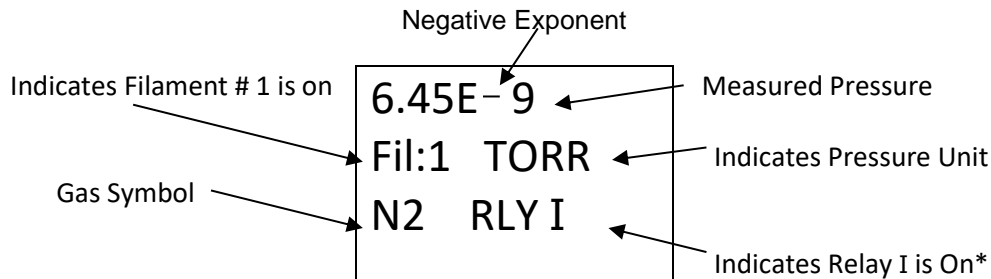 Negative Exponent
Indicates Filament # 1 is on
6.45E - 9
Measured Pressure
Fil:1 TORR
Indicates Pressure Unit
Gas Symbol
N2 RLY I
Indicates Relay I is On*